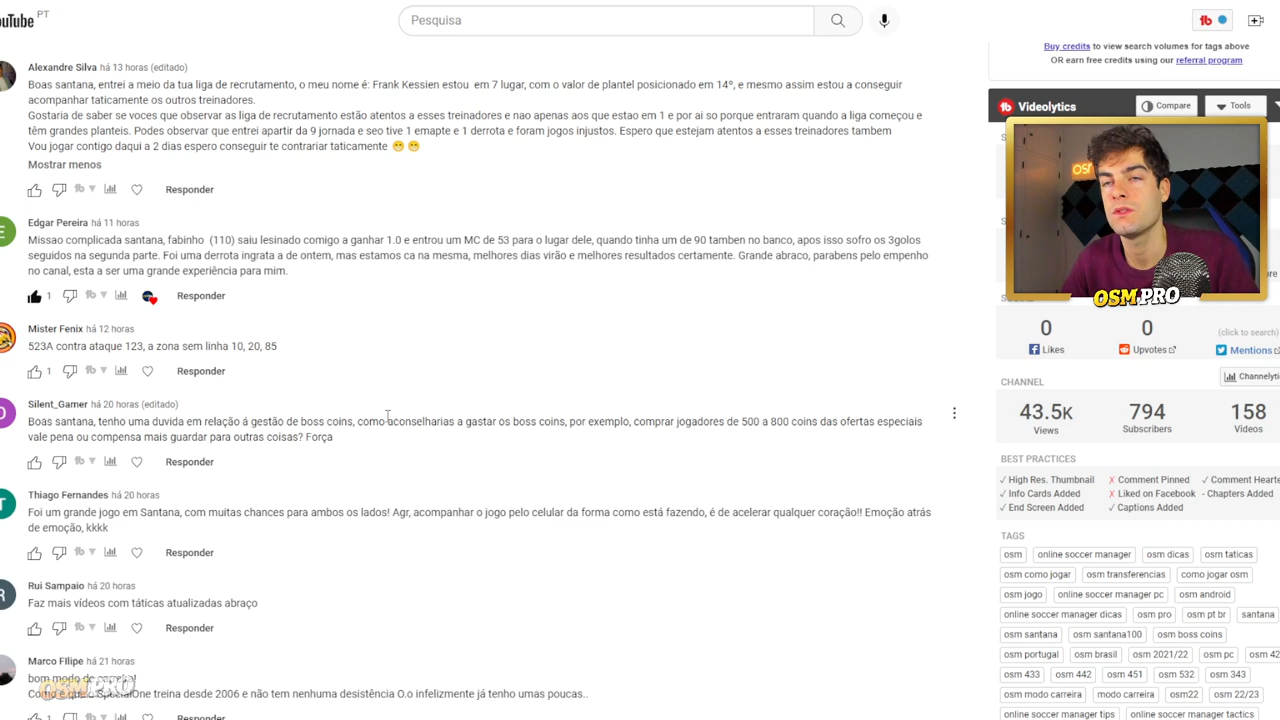 YouTube PT
Pesquisa
Buy credits to view search volumes for tags above
OR earn free credits using our referral program
Alexandre Silva há 13 horas (editado)
Boas santana, entrei a meio da tua liga de recrutamento, o meu nome é: Frank Kessien estou em 7 lugar, com o valor de plantel posicionado em 14º, e mesmo assim estou a conseguir
acompanhar taticamente os outros treinadores.
Gostaria de saber se voces que observar as liga de recrutamento estão atentos a esses treinadores e nao apenas aos que estao em 1 e por ai so porque entraram quando a liga começou e
têm grandes planteis. Podes observar que entrei apartir da 9 jornada e seo tive 1 emapte e 1 derrota e foram jogos injustos. Espero que estejam atentos a esses treinadores tambem
Vou jogar contigo daqui a 2 dias espero conseguir te contrariar taticamente 😁😁
Mostrar menos
Responder
Edgar Pereira há 11 horas
Missao complicada santana, fabinho (110) saiu lesinado comigo a ganhar 1.0 e entrou um MC de 53 para o lugar dele, quando tinha um de 90 tamben no banco, apos isso sofro os 3golos
seguidos na segunda parte. Foi uma derrota ingrata a de ontem, mas estamos ca na mesma, melhores dias virão e melhores resultados certamente. Grande abraco, parabens pelo empenho
no canal, esta a ser uma grande experiência para mim.
1 Responder
Mister Fenix há 12 horas
523A contra ataque 123, a zona sem linha 10, 20, 85
1 Responder
Silent_Gamer há 20 horas (editado)
Boas santana, tenho uma duvida em relação á gestão de boss coins, como aconselharias a gastar os boss coins, por exemplo, comprar jogadores de 500 a 800 coins das ofertas especiais
vale pena ou compensa mais guardar para outras coisas? Força
Responder
Thiago Fernandes há 20 horas
Foi um grande jogo em Santana, com muitas chances para ambos os lados! Agr, acompanhar o jogo pelo celular da forma como está fazendo, é de acelerar qualquer coração!! Emoção atrás
de emoção, kkkk
Responder
Rui Sampaio há 20 horas
Faz mais vídeos com táticas atualizadas abraço
Responder
Marco FIlipe há 21 horas
bom modo de
Como é que SpecialOne treina desde 2006 e não tem nenhuma desistência O.o infelizmente já tenho umas poucas..
1 Responder
OSM PRO
Videolytics Compare Tools
OSM
OSM PRO
0 0 (click to search)
Likes Upvotes Mentions
Channelyti
CHANNEL
43.5K 794 158
Views Subscribers Videos
BEST PRACTICES
✓ High Res. Thumbnail ✗ Comment Pinned ✓ Comment Hearte
✓ Info Cards Added ✗ Liked on Facebook - Chapters Added
✓ End Screen Added ✓ Captions Added
TAGS
osm online soccer manager osm dicas osm taticas
osm como jogar osm transferencias como jogar osm
osm jogo online soccer manager pc osm android
online soccer manager dicas osm pro osm pt br santana
osm santana osm santana100 osm boss coins
osm portugal osm brasil osm 2021/22 osm pc osm 42
osm 433 osm 442 osm 451 osm 532 osm 343
osm modo carreira modo carreira osm22 osm 22/23
online soccer manager tips online soccer manager tactics